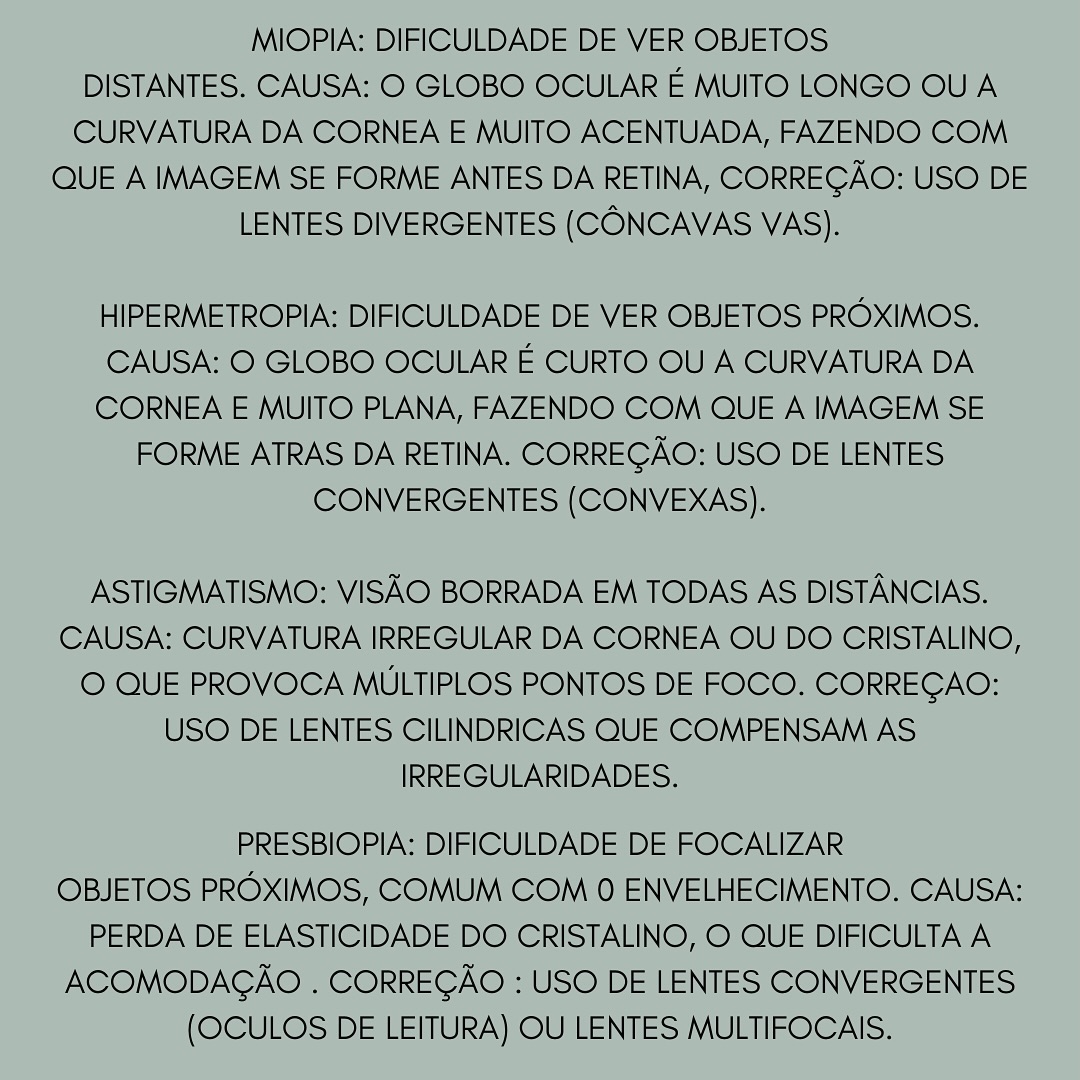 MIOPIA: DIFICULDADE DE VER OBJETOS
DISTANTES. CAUSA: O GLOBO OCULAR É MUITO LONGO OU A
CURVATURA DA CORNEA E MUITO ACENTUADA, FAZENDO COM
QUE A IMAGEM SE FORME ANTES DA RETINA, CORREÇÃO: USO DE
LENTES DIVERGENTES (CÔNCAVAS VAS).
HIPERMETROPIA: DIFICULDADE DE VER OBJETOS PRÓXIMOS.
CAUSA: O GLOBO OCULAR É CURTO OU A CURVATURA DA
CORNEA E MUITO PLANA, FAZENDO COM QUE A IMAGEM SE
FORME ATRAS DA RETINA. CORREÇÃO: USO DE LENTES
CONVERGENTES (CONVEXAS).
ASTIGMATISMO: VISÃO BORRADA EM TODAS AS DISTÂNCIAS.
CAUSA: CURVATURA IRREGULAR DA CORNEA OU DO CRISTALINO,
O QUE PROVOCA MÚLTIPLOS PONTOS DE FOCO. CORREÇAO:
USO DE LENTES CILINDRICAS QUE COMPENSAM AS
IRREGULARIDADES.
PRESBIOPIA: DIFICULDADE DE FOCALIZAR
OBJETOS PRÓXIMOS, COMUM COM 0 ENVELHECIMENTO. CAUSA:
PERDA DE ELASTICIDADE DO CRISTALINO, O QUE DIFICULTA A
ACOMODAÇÃO . CORREÇÃO : USO DE LENTES CONVERGENTES
(OCULOS DE LEITURA) OU LENTES MULTIFOCAIS.